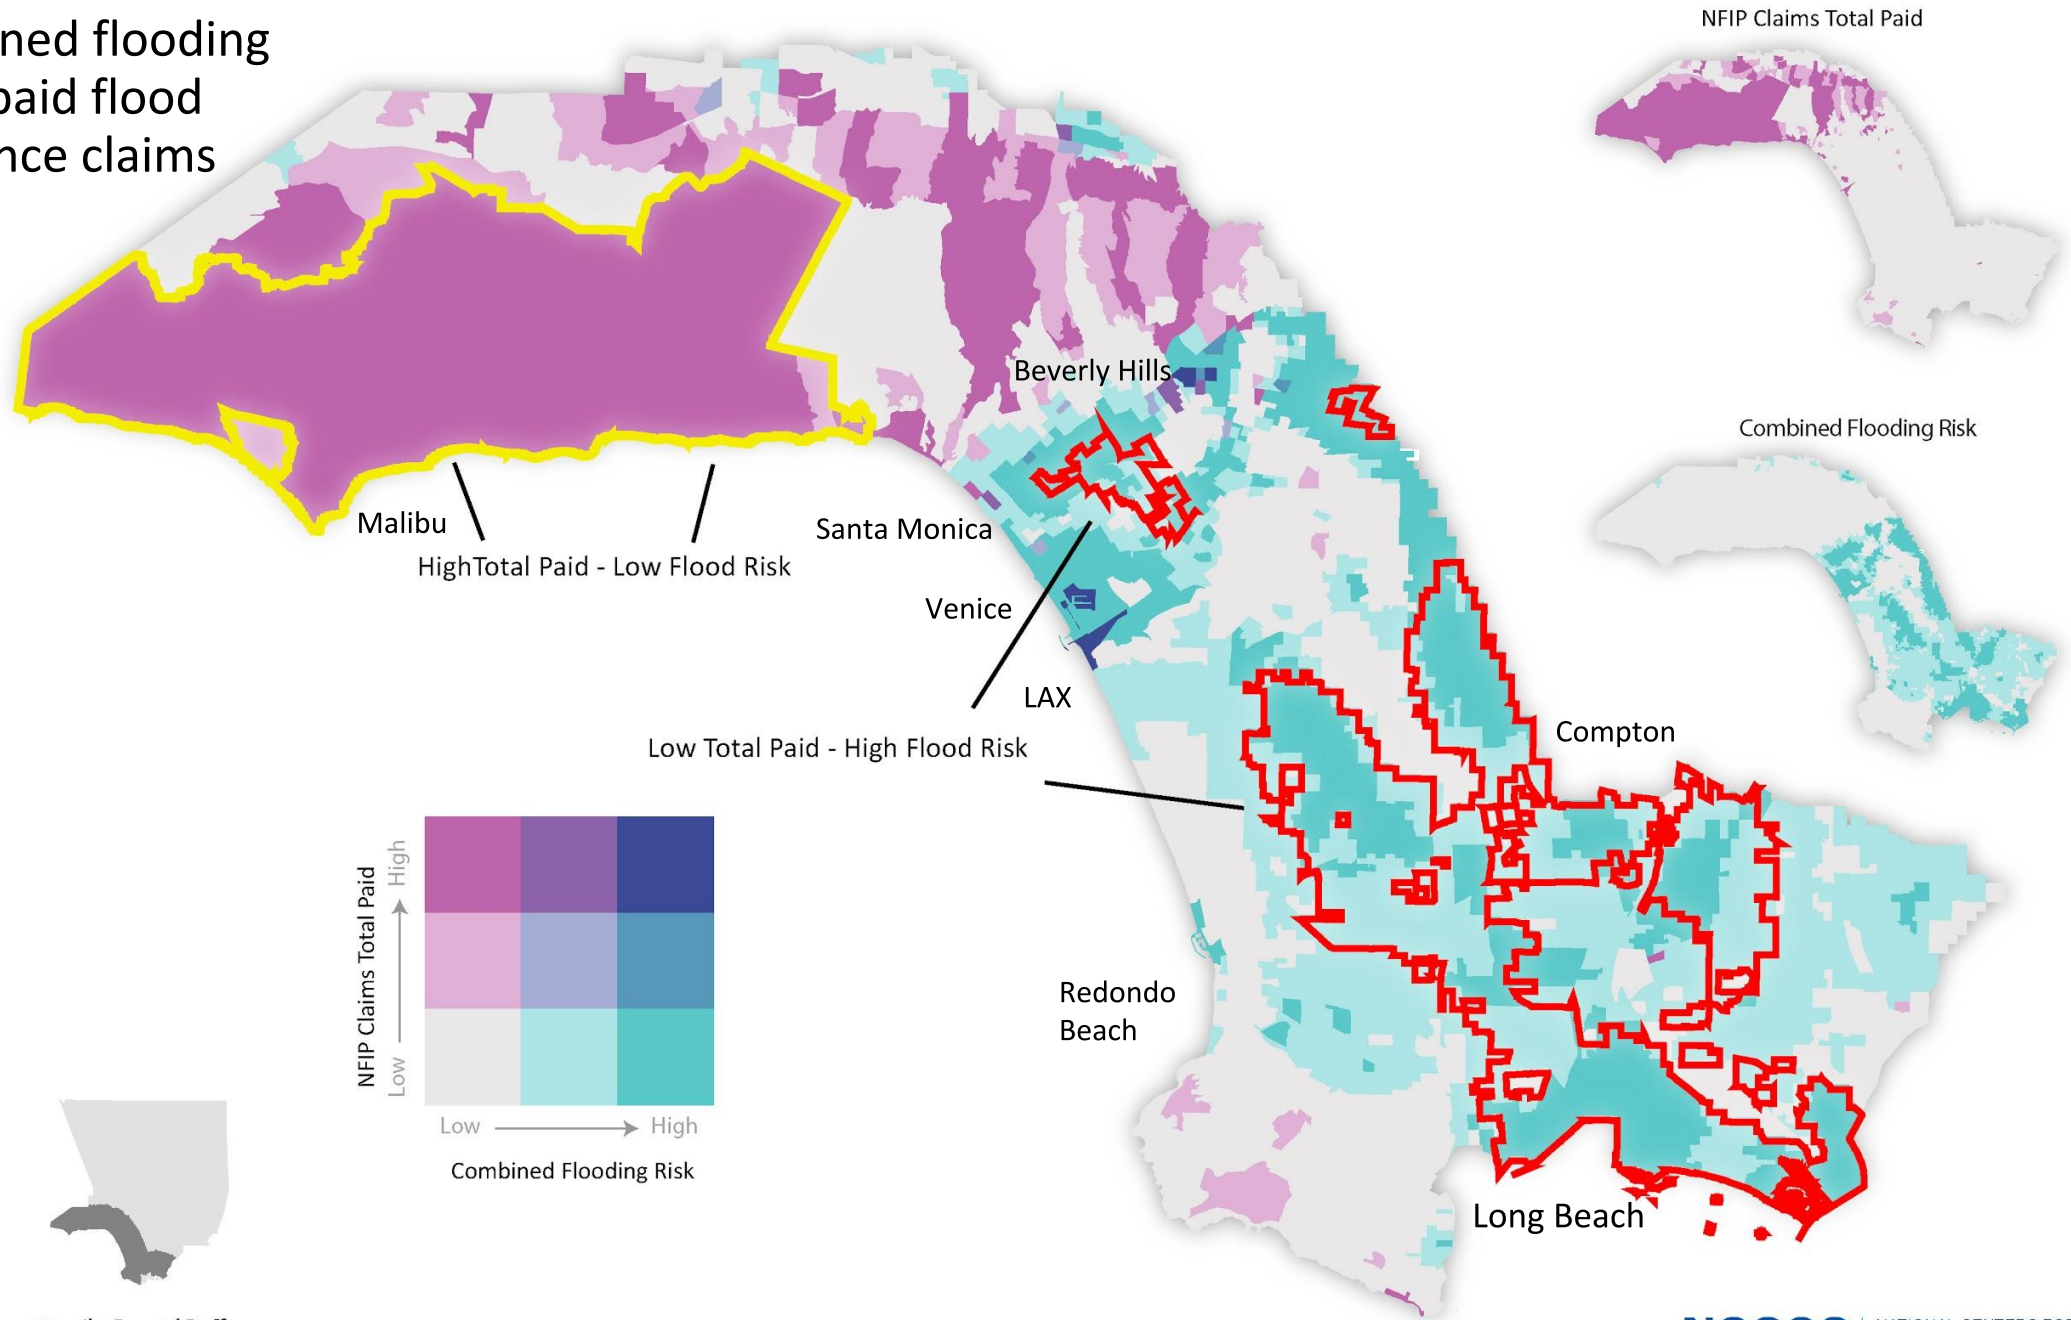 ned flooding
paid flood
nce claims
NFIP Claims Total Paid
Combined Flooding Risk
Beverly Hills
Malibu
Santa Monica
HighTotal Paid - Low Flood Risk
Venice
LAX
Low Total Paid - High Flood Risk
Compton
Redondo
Beach
Long Beach
NFIP Claims Total Paid
Low
High
Low
High
Combined Flooding Risk